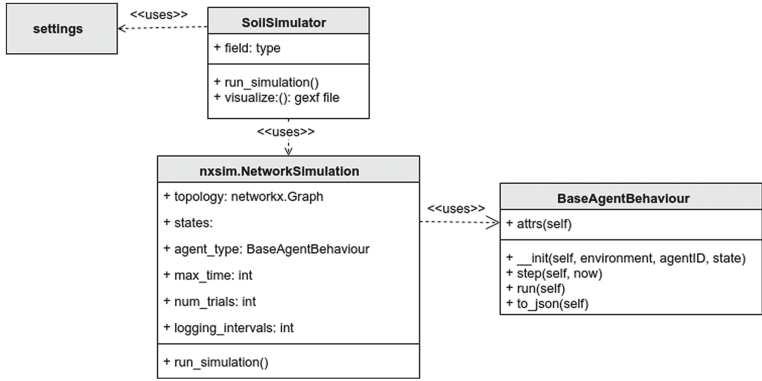 <<uses>>
settings
SoilSimulator
+ field: type
+ run_simulation()
+ visualize:(): gexf file
<<uses>>
nxsim.NetworkSimulation
+ topology: networkx.Graph
+ states:
+ agent_type: BaseAgentBehaviour
+ max_time: int
+ num_trials: int
+ logging_intervals: int
+ run_simulation()
<<uses>>
BaseAgentBehaviour
+ attrs(self)
+ __init(self, environment, agentID, state)
+ step(self, now)
+ run(self)
+ to_json(self)